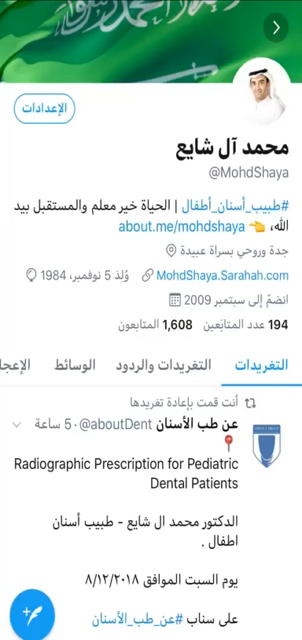 الإعدادات
محمد آل شايع
@MohdShaya
#طبيب_أسنان_أطفال | الحياة خير معلم والمستقبل بيد
الله، 👈 about.me/mohdshaya
جدة وروحي بسراة عبيدة
MohdShaya.Sarahah.com وُلِدَ 5 نوفمبر، 1984
انضمّ إلى سبتمبر 2009
194 عدد المتابَعين 1,608 المتابعون
التغريدات التغريدات والردود الوسائط الإعجا
أنت قمت بإعادة تغريدها
عن طب الأسنان @aboutDent · 5 ساعة
📍
Radiographic Prescription for Pediatric
Dental Patients
الدكتور محمد ال شايع - طبيب أسنان
اطفال .
يوم السبت الموافق ٨/١٢/٢٠١٨
على سناب #عن_طب_الأسنان